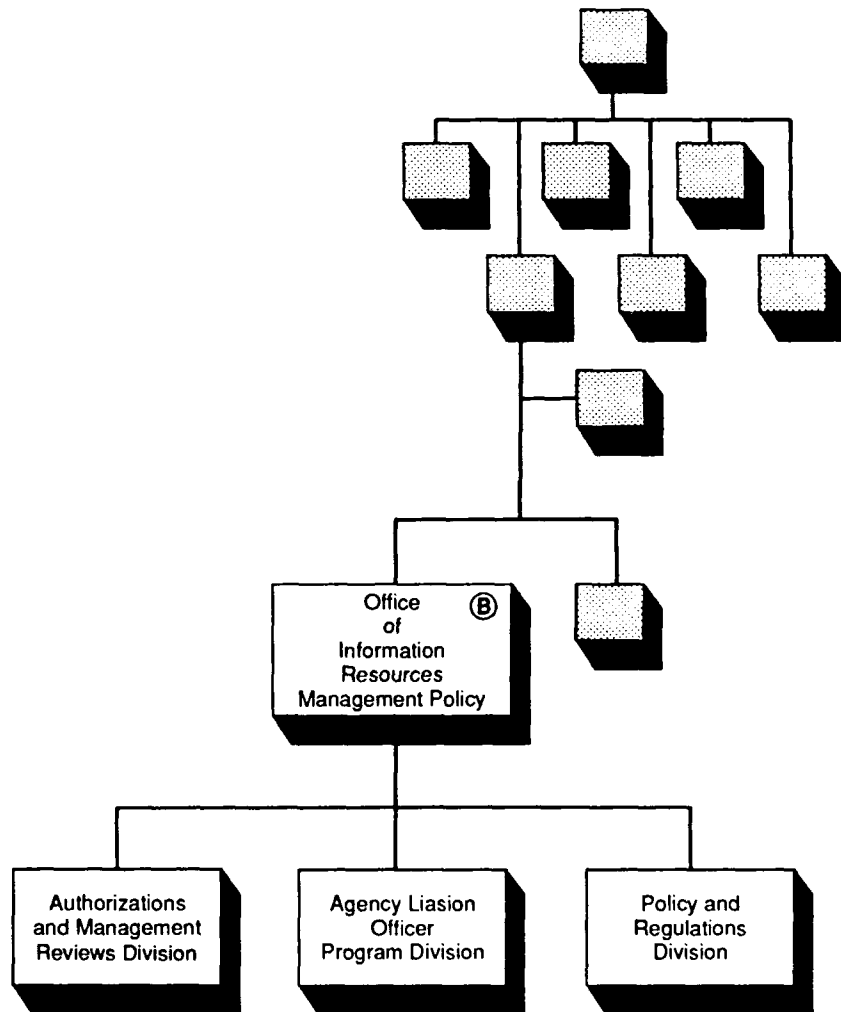 Office Ⓑ
of
Information
Resources
Management Policy
Authorizations
and Management
Reviews Division
Agency Liasion
Officer
Program Division
Policy and
Regulations
Division